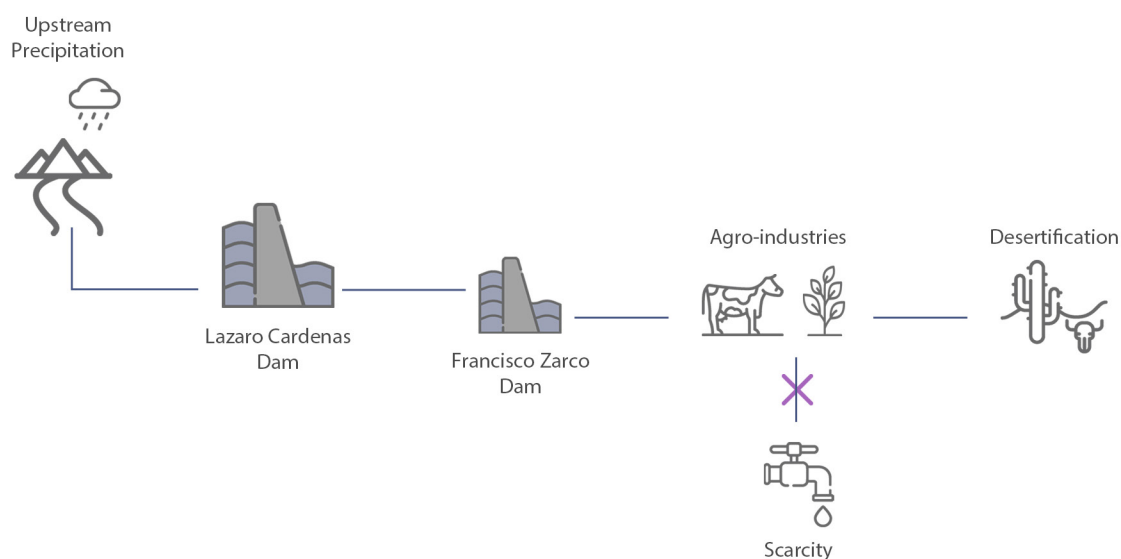 Upstream
Precipitation
Lazaro Cardenas
Dam
Francisco Zarco
Dam
Agro-industries
Desertification
Scarcity